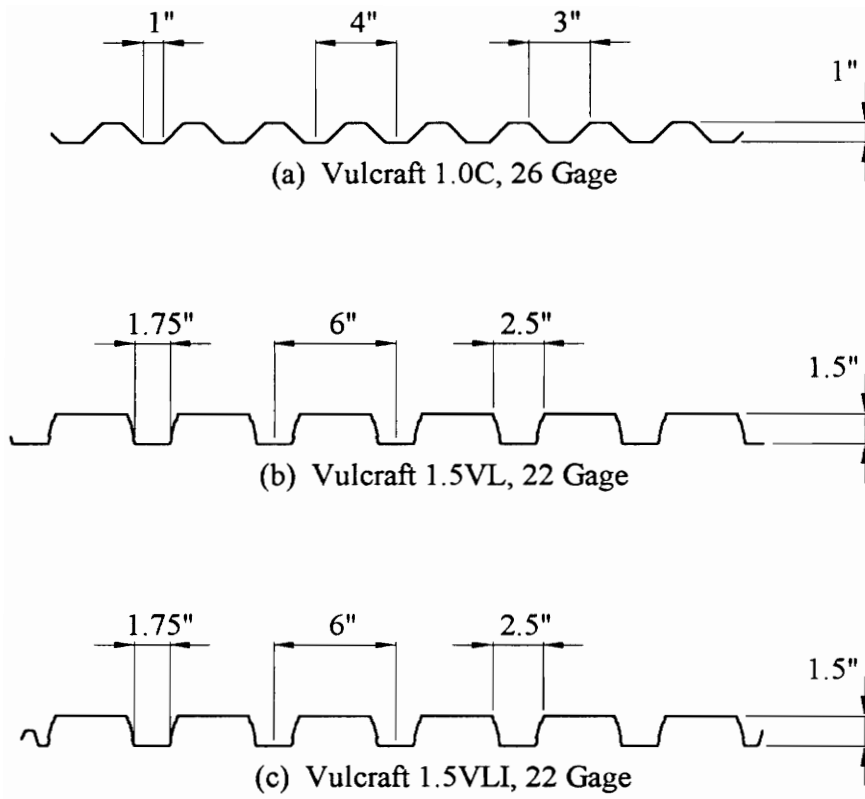 1" 4" 3"
1"
(a) Vulcraft 1.0C, 26 Gage
1.75" 6" 2.5"
1.5"
(b) Vulcraft 1.5VL, 22 Gage
1.75" 6" 2.5"
1.5"
(c) Vulcraft 1.5VLI, 22 Gage